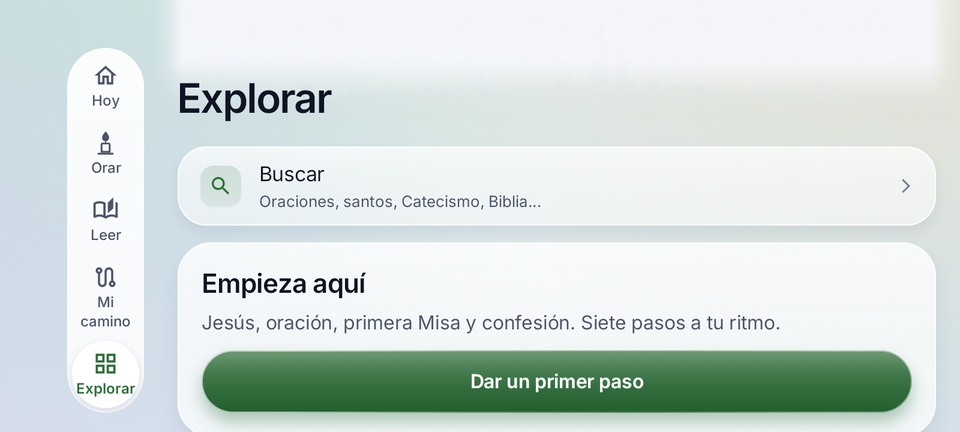 Hoy
Orar
Leer
Mi
camino
Explorar
Explorar
Buscar
Oraciones, santos, Catecismo, Biblia...
Empieza aquí
Jesús, oración, primera Misa y confesión. Siete pasos a tu ritmo.
Dar un primer paso